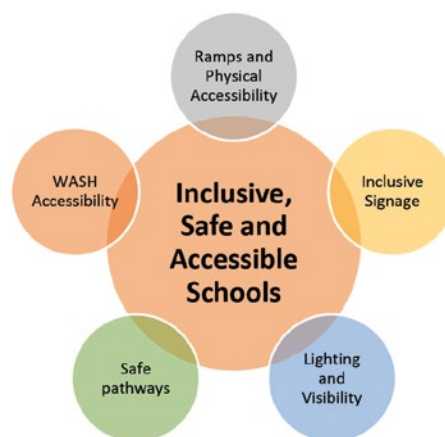 Ramps and
Physical
Accessibility
WASH
Accessibility
Inclusive,
Safe and
Accessible
Schools
Inclusive
Signage
Safe
pathways
Lighting
and
Visibility